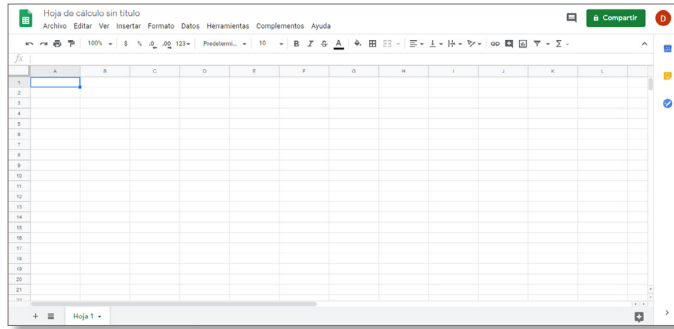 Hoja de cálculo sin título
Archivo Editar Ver Insertar Formato Datos Herramientas Complementos Ayuda
Compartir
D
100% $ % .0 .00 123 Predetermi... 10 B I S A
fx
A B C D E F G H I J K L
1
2
3
4
5
6
7
8
9
10
11
12
13
14
15
16
17
18
19
20
21
22
Hoja 1